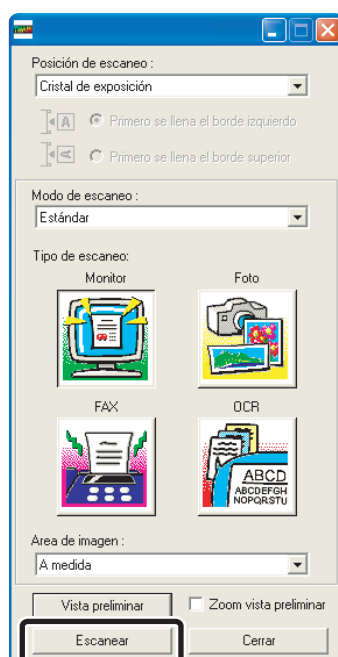 Posición de escaneo :
Cristal de exposición
A
Primero se llena el borde izquierdo
A
Primero se llena el borde superior
Modo de escaneo :
Estándar
Tipo de escaneo:
Monitor
Foto
FAX
OCR
ABCD
ABCDEFGH
NOPQRSTU
Area de imagen :
A medida
Vista preliminar
Zoom vista preliminar
Escanear
Cerrar